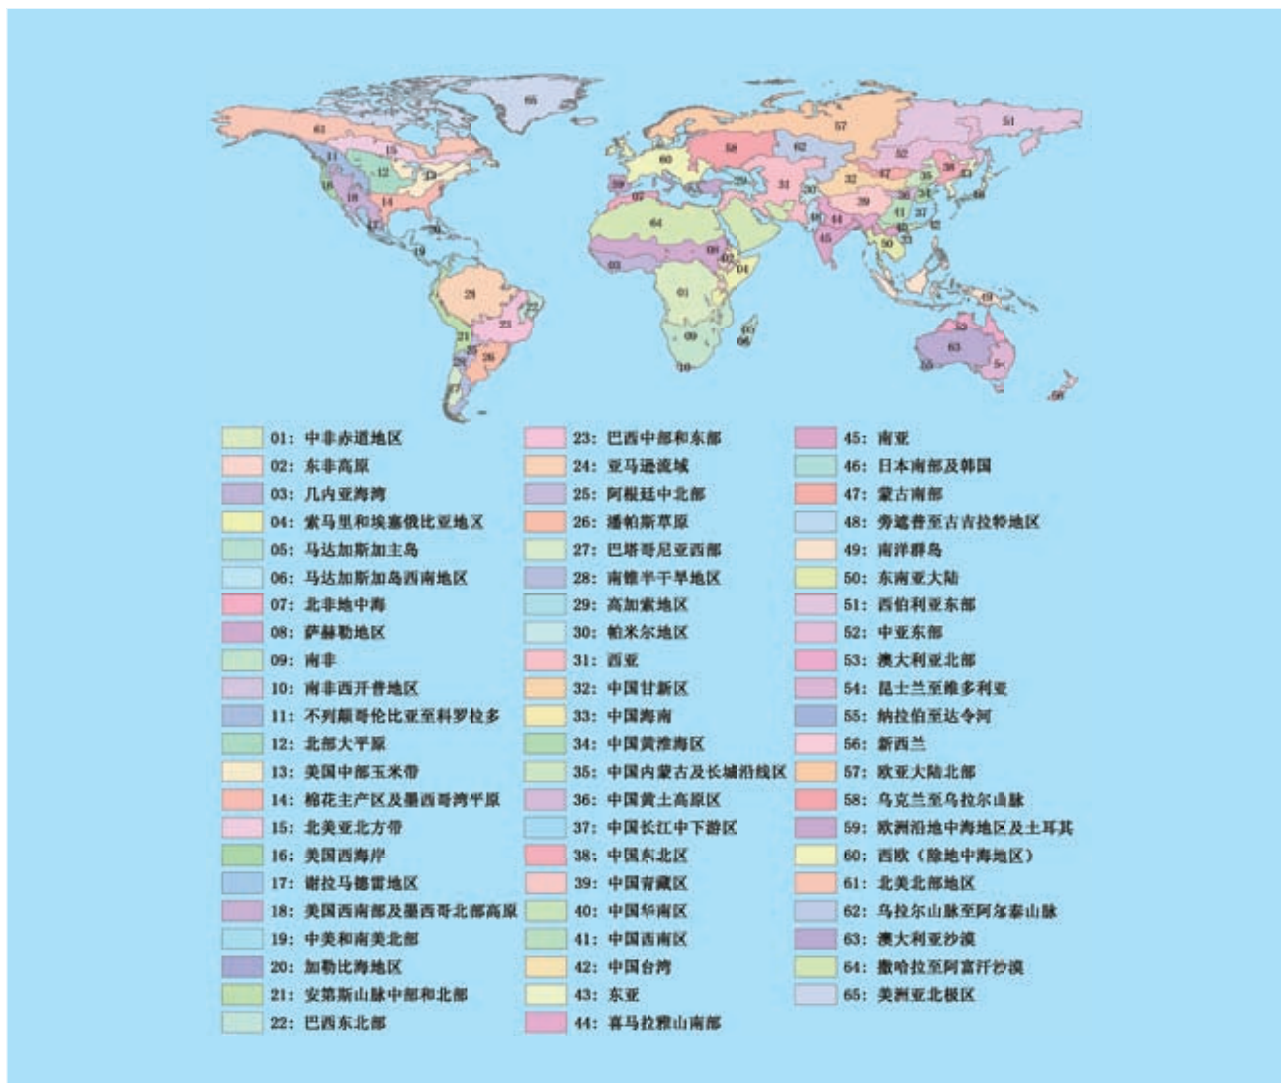 01: 中非赤道地区
02: 东非高原
03: 几内亚海湾
04: 索马里和埃塞俄比亚地区
05: 马达加斯加主岛
06: 马达加斯加岛西南地区
07: 北非地中海
08: 萨赫勒地区
09: 南非
10: 南非西开普地区
11: 不列颠哥伦比亚至科罗拉多
12: 北部大平原
13: 美国中部玉米带
14: 棉花主产区及墨西哥湾平原
15: 北美亚北方带
16: 美国西海岸
17: 谢拉马德雷地区
18: 美国西南部及墨西哥北部高原
19: 中美和南美北部
20: 加勒比海地区
21: 安第斯山脉中部和北部
22: 巴西东北部
23: 巴西中部和东部
24: 亚马逊流域
25: 阿根廷中北部
26: 潘帕斯草原
27: 巴塔哥尼亚西部
28: 南锥半干旱地区
29: 高加索地区
30: 帕米尔地区
31: 西亚
32: 中国甘新区
33: 中国海南
34: 中国黄淮海区
35: 中国内蒙古及长城沿线区
36: 中国黄土高原区
37: 中国长江中下游区
38: 中国东北区
39: 中国青藏区
40: 中国华南区
41: 中国西南区
42: 中国台湾
43: 东亚
44: 喜马拉雅山南部
45: 南亚
46: 日本南部及韩国
47: 蒙古南部
48: 旁遮普至古吉拉特地区
49: 南洋群岛
50: 东南亚大陆
51: 西伯利亚东部
52: 中亚东部
53: 澳大利亚北部
54: 昆士兰至维多利亚
55: 纳拉伯至达令河
56: 新西兰
57: 欧亚大陆北部
58: 乌克兰至乌拉尔山脉
59: 欧洲沿地中海地区及土耳其
60: 西欧（除地中海地区）
61: 北美北部地区
62: 乌拉尔山脉至阿尔泰山脉
63: 澳大利亚沙漠
64: 撒哈拉至阿富汗沙漠
65: 美洲亚北极区